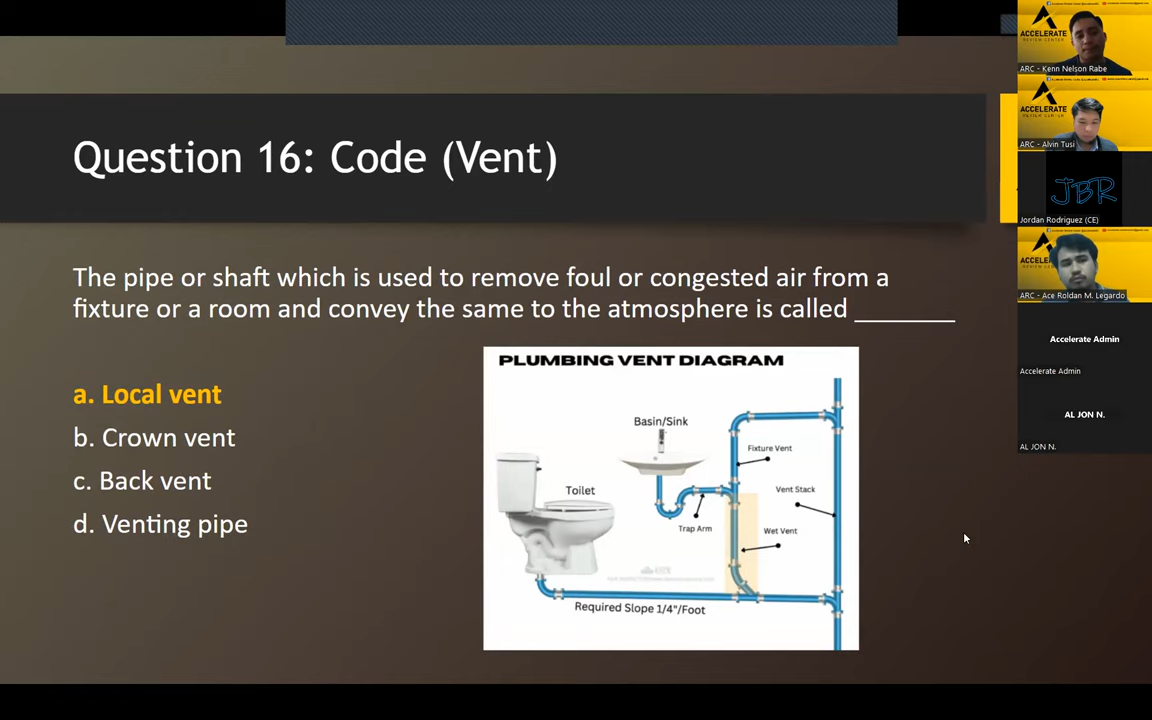 Question 16: Code (Vent)
The pipe or shaft which is used to remove foul or congested air from a
fixture or a room and convey the same to the atmosphere is called ________
a. Local vent
b. Crown vent
c. Back vent
d. Venting pipe
PLUMBING VENT DIAGRAM
Basin/Sink
Fixture Vent
Toilet
Vent Stack
Trap Arm
Wet Vent
Required Slope 1/4"/Foot
ACCELERATE
REVIEW CENTER
ARC - Kenn Nelson Rabe
ACCELERATE
REVIEW CENTER
ARC - Alvin Tusi
JBR
Jordan Rodriguez (CE)
ARC - Ace Roldan M. Legardo
Accelerate Admin
Accelerate Admin
AL JON N.
AL JON N.